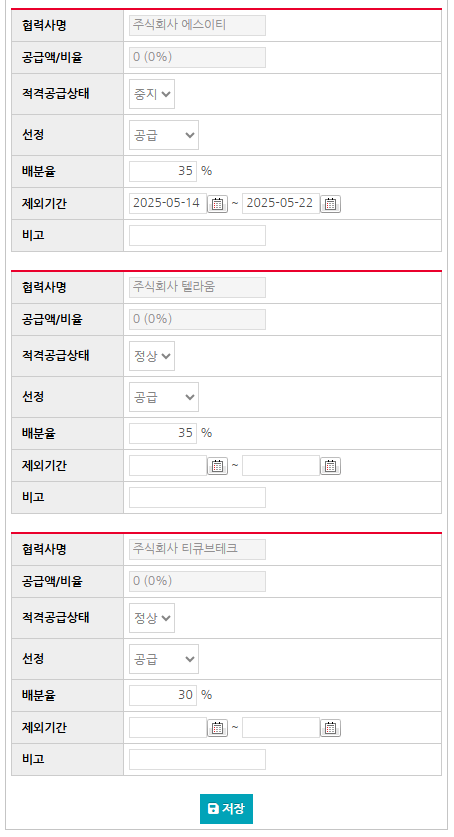 협력사명 주식회사 에스이티
공급액/비율 0 (0%)
적격공급상태 중지
선정 공급
배분율 35 %
제외기간 2025-05-14 ~ 2025-05-22
비고
협력사명 주식회사 텔라움
공급액/비율 0 (0%)
적격공급상태 정상
선정 공급
배분율 35 %
제외기간 ~
비고
협력사명 주식회사 티큐브테크
공급액/비율 0 (0%)
적격공급상태 정상
선정 공급
배분율 30 %
제외기간 ~
비고
저장